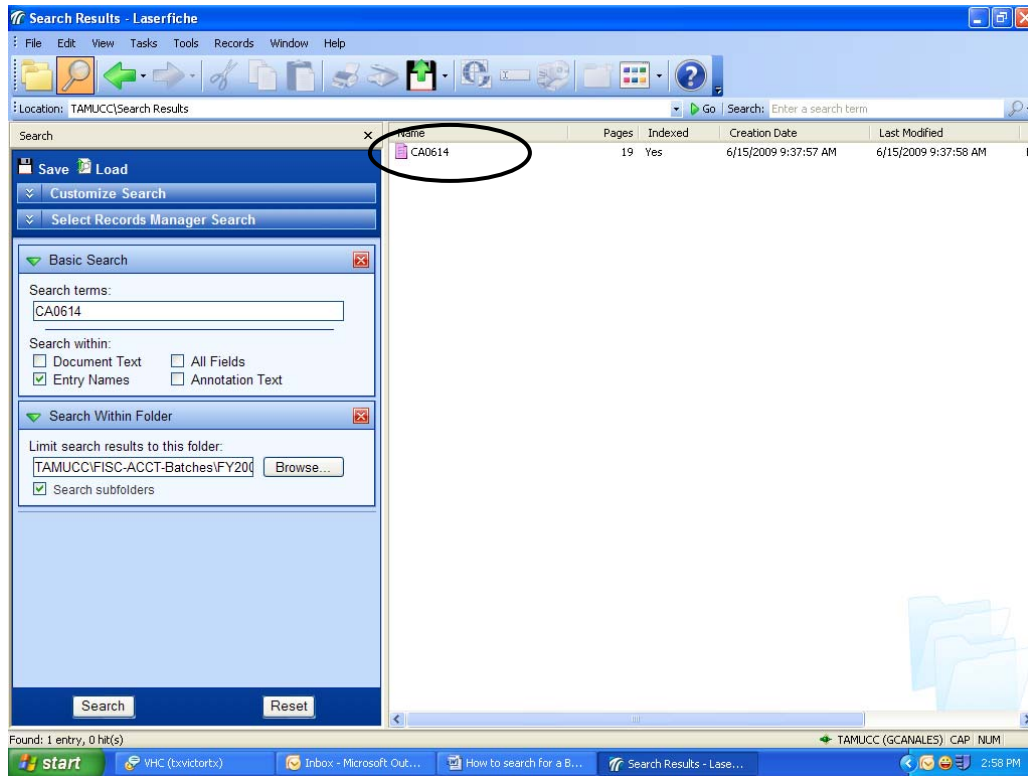 Search Results - Laserfiche
File Edit View Tasks Tools Records Window Help
Location: TAMUCC\Search Results Go Search: Enter a search term
Search x
Name Pages Indexed Creation Date Last Modified
CA0614 19 Yes 6/15/2009 9:37:57 AM 6/15/2009 9:37:58 AM
Save Load
Customize Search
Select Records Manager Search
Basic Search
Search terms:
CA0614
Search within:
Document Text All Fields
Entry Names Annotation Text
Search Within Folder
Limit search results to this folder:
TAMUCC\FISC-ACCT-Batches\FY200 Browse...
Search subfolders
Search Reset
Found: 1 entry, 0 hit(s) TAMUCC (GCANALES) CAP NUM
start VHC (txvictortx) Inbox - Microsoft Out... How to search for a B... Search Results - Lase... 2:58 PM